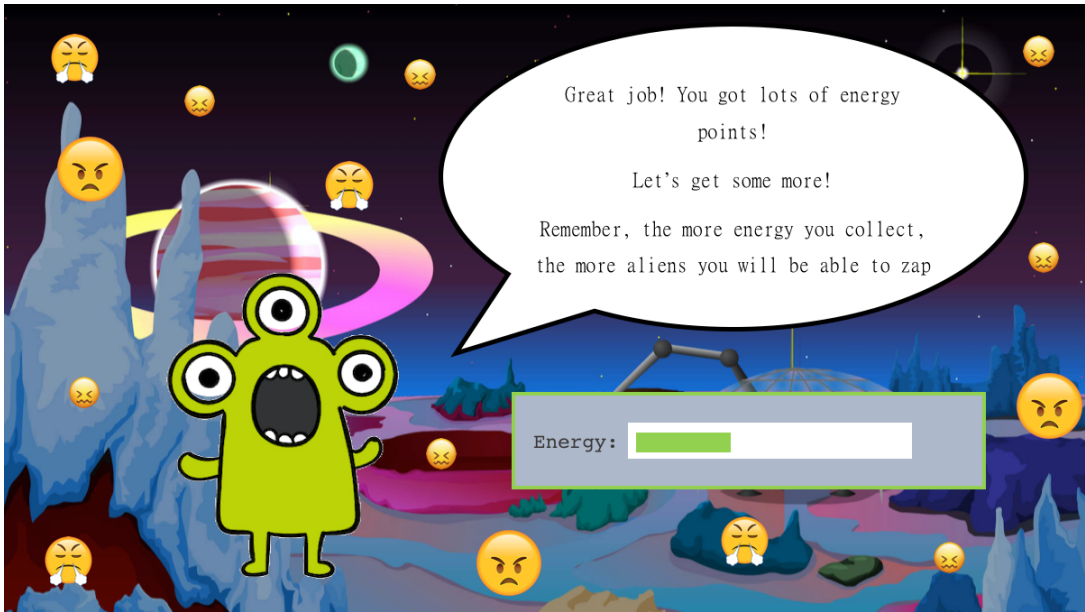 Great job! You got lots of energy
points!
Let's get some more!
Remember, the more energy you collect,
the more aliens you will be able to zap
Energy: